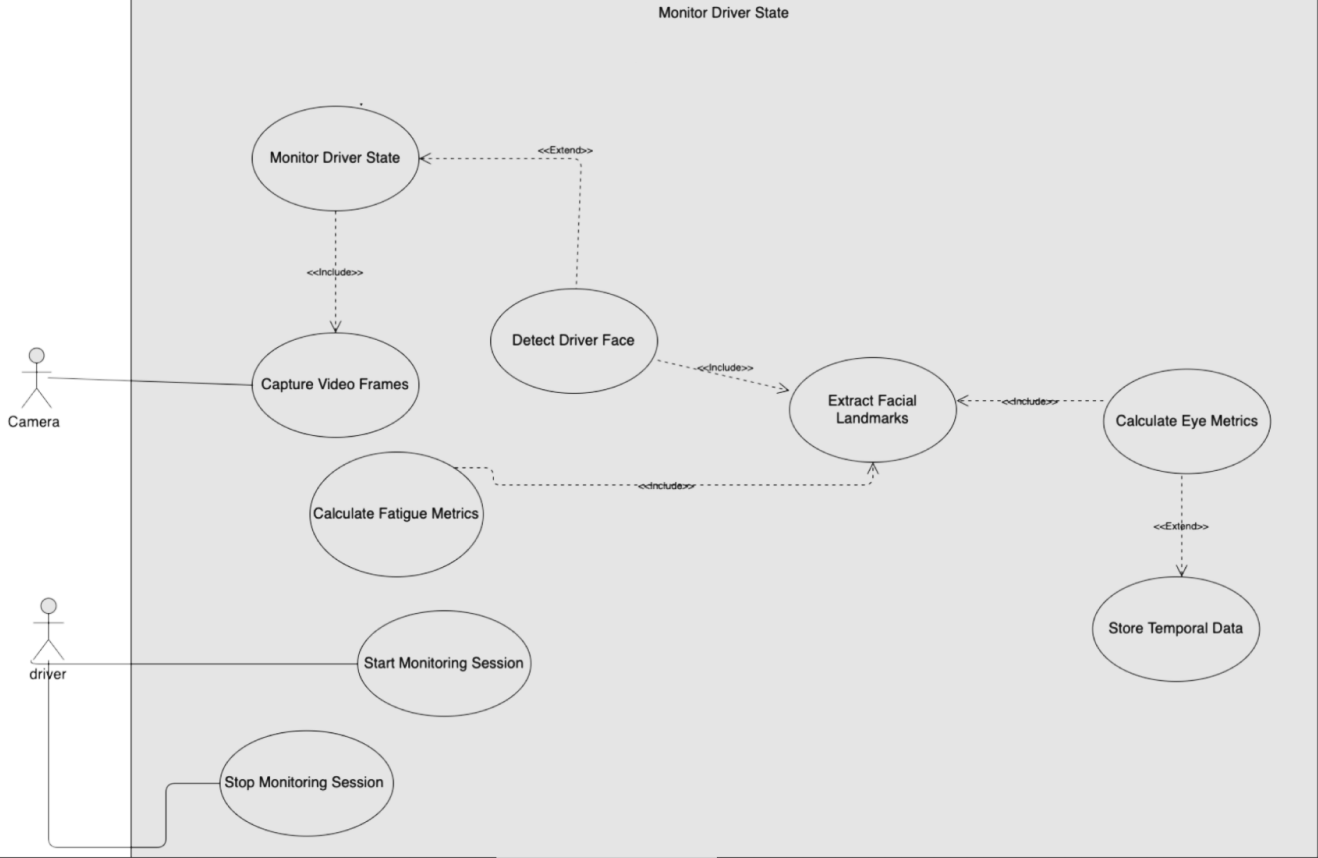 Monitor Driver State
Monitor Driver State
<<Extend>>
<<Include>>
Detect Driver Face
Capture Video Frames
<<Include>>
Camera
Extract Facial
Landmarks
<<Include>>
Calculate Eye Metrics
<<Include>>
Calculate Fatigue Metrics
<<Extend>>
Store Temporal Data
driver
Start Monitoring Session
Stop Monitoring Session